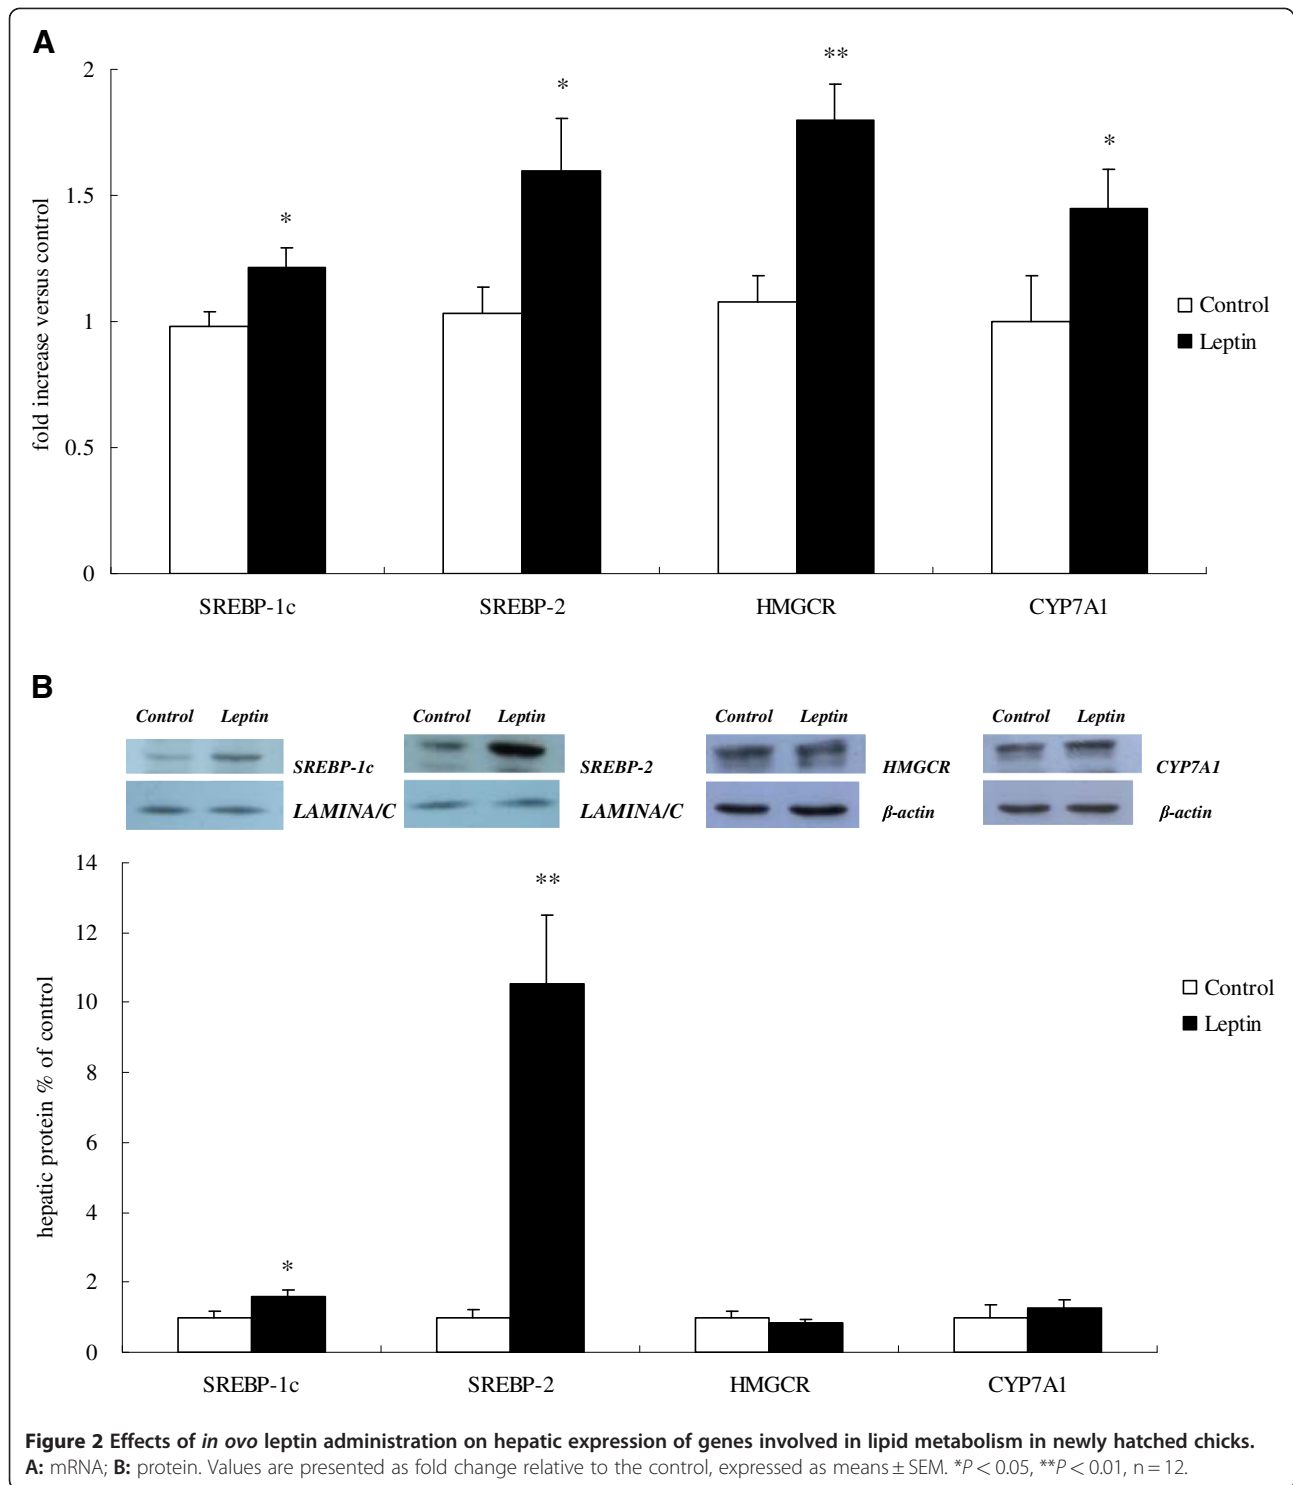 A
2
1.5
1
0.5
0
fold increase versus control
*
*
**
*
Control
Leptin
SREBP-1c SREBP-2 HMGCR CYP7A1
B
Control Leptin Control Leptin Control Leptin Control Leptin
SREBP-1c SREBP-2 HMGCR CYP7A1
LAMINA/C LAMINA/C β-actin β-actin
14
12
10
8
6
4
2
0
hepatic protein % of control
*
**
Control
Leptin
SREBP-1c SREBP-2 HMGCR CYP7A1
Figure 2 Effects of in ovo leptin administration on hepatic expression of genes involved in lipid metabolism in newly hatched chicks.
A: mRNA; B: protein. Values are presented as fold change relative to the control, expressed as means ± SEM. *P < 0.05, **P < 0.01, n = 12.